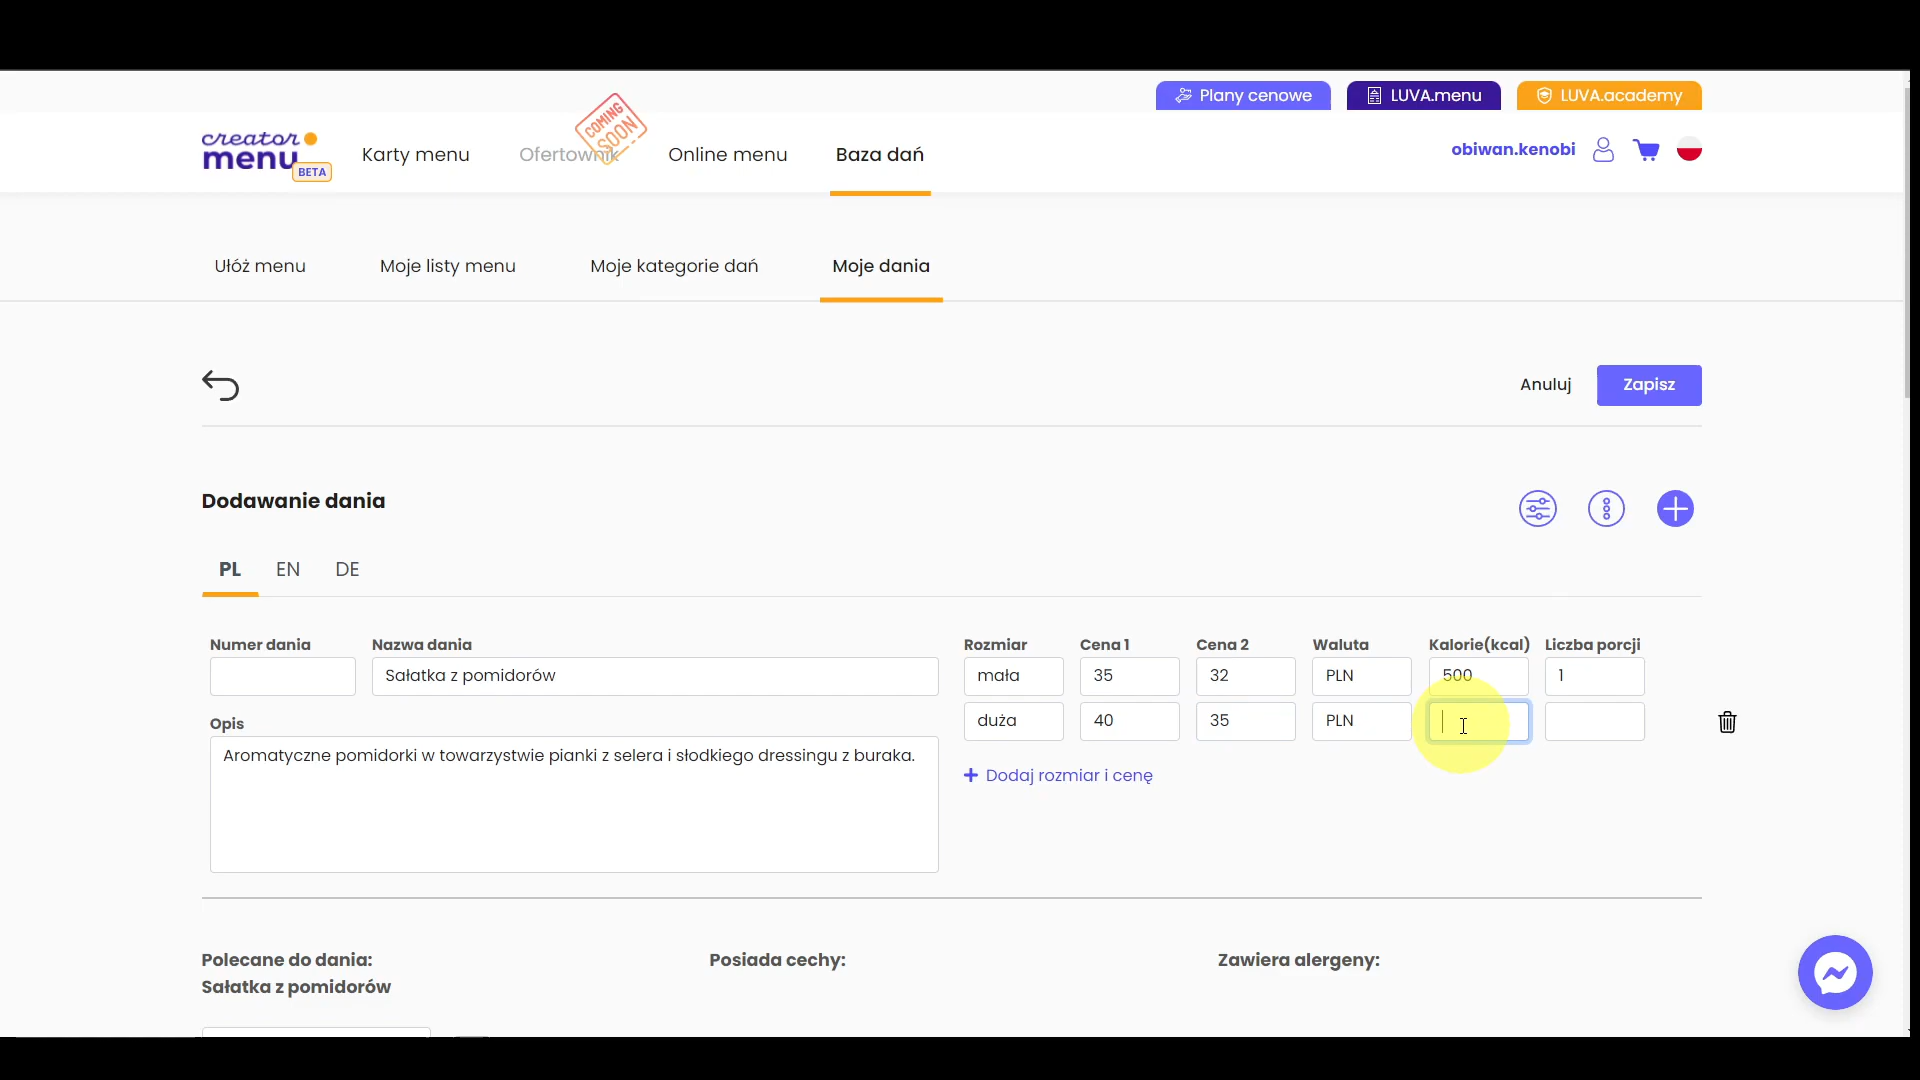 Plany cenowe LUVA.menu LUVA.academy
creator menu BETA
Karty menu Ofertownik COMING SOON Online menu Baza dań
obiwan.kenobi
Ułóż menu Moje listy menu Moje kategorie dań Moje dania
Anuluj Zapisz
Dodawanie dania
PL EN DE
Numer dania Nazwa dania Rozmiar Cena 1 Cena 2 Waluta Kalorie(kcal) Liczba porcji
Sałatka z pomidorów mała 35 32 PLN 500 1
duża 40 35 PLN
Opis
Aromatyczne pomidorki w towarzystwie pianki z selera i słodkiego dressingu z buraka.
Dodaj rozmiar i cenę
Polecane do dania: Posiada cechy: Zawiera alergeny:
Sałatka z pomidorów